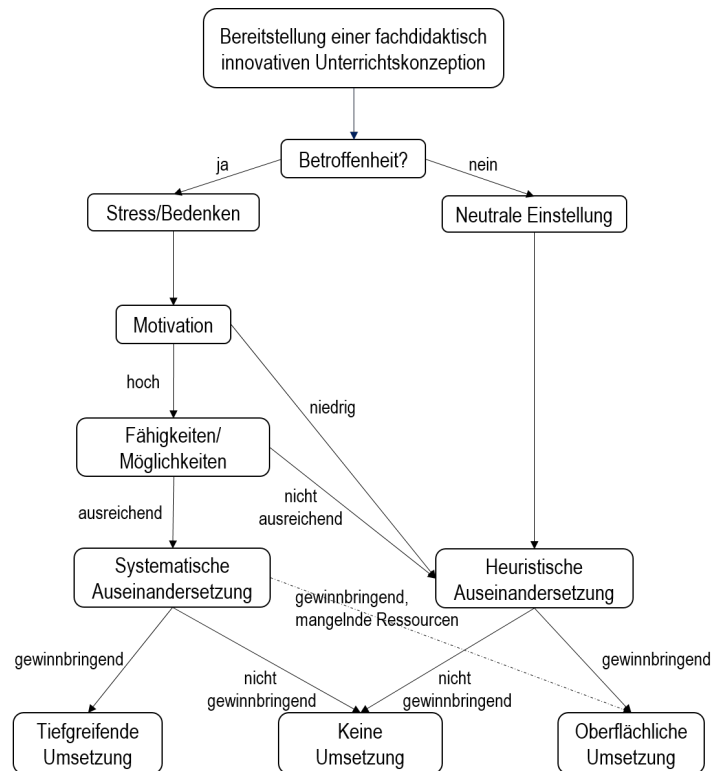 Bereitstellung einer fachdidaktisch
innovativen Unterrichtskonzeption
Betroffenheit?
ja
nein
Stress/Bedenken
Neutrale Einstellung
Motivation
hoch
niedrig
Fähigkeiten/
Möglichkeiten
nicht
ausreichend
ausreichend
Systematische
Auseinandersetzung
Heuristische
Auseinandersetzung
gewinnbringend,
mangelnde Ressourcen
gewinnbringend
nicht
gewinnbringend
nicht
gewinnbringend
gewinnbringend
Tiefgreifende
Umsetzung
Keine
Umsetzung
Oberflächliche
Umsetzung